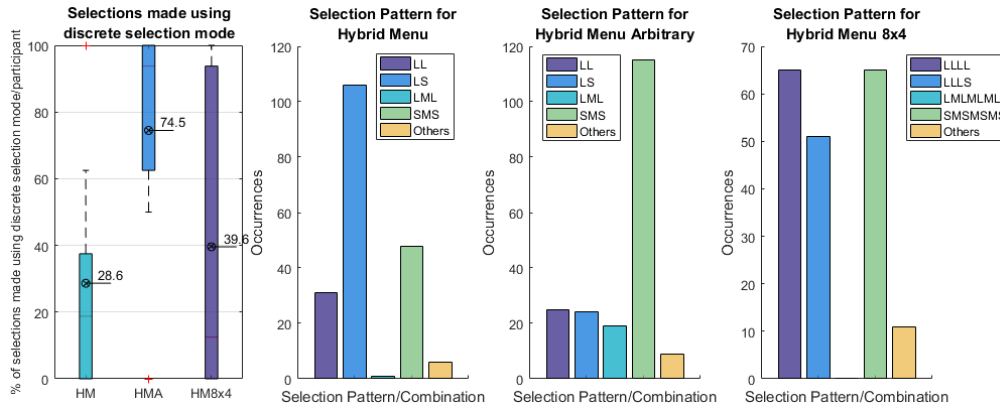 Selections made using
discrete selection mode
% of selections made using discrete selection mode/participant
100
80
60
40
20
0
28.6
74.5
39.6
HM
HMA
HM8x4
Selection Pattern for
Hybrid Menu
Occurrences
120
100
80
60
40
20
0
LL
LS
LML
SMS
Others
Selection Pattern/Combination
Selection Pattern for
Hybrid Menu Arbitrary
Occurrences
120
100
80
60
40
20
0
LL
LS
LML
SMS
Others
Selection Pattern/Combination
Selection Pattern for
Hybrid Menu 8x4
Occurrences
70
60
50
40
30
20
10
0
LLLL
LLLS
LMLMLML
SMSMSMS
Others
Selection Pattern/Combination